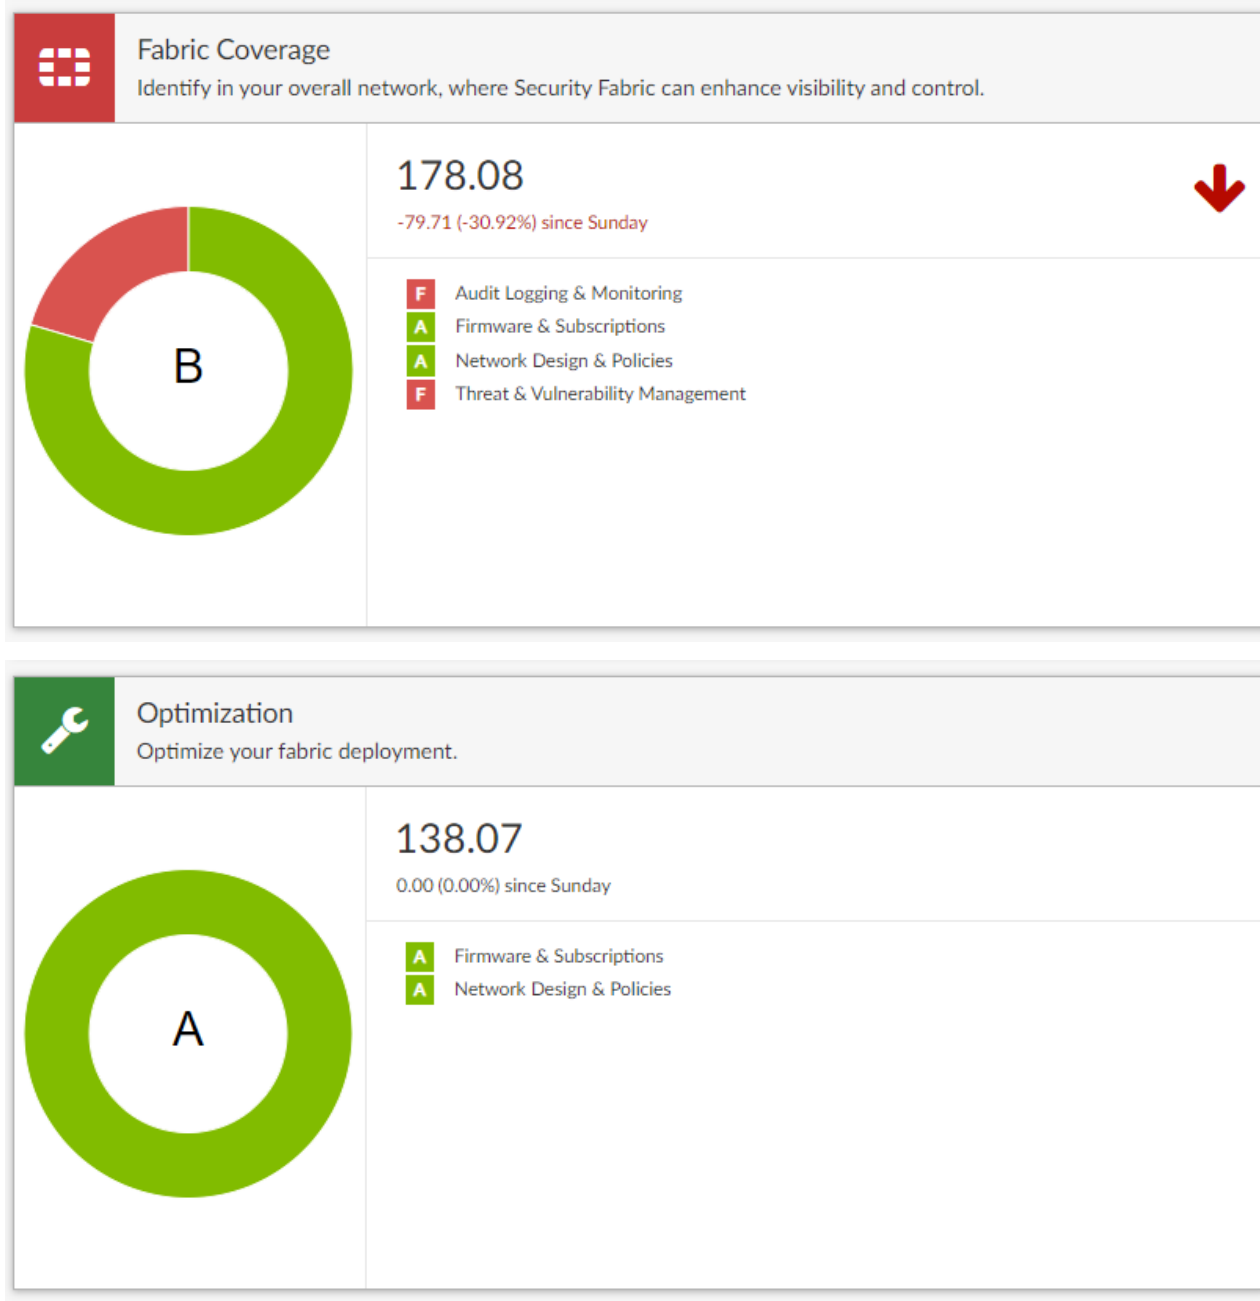 Fabric Coverage
Identify in your overall network, where Security Fabric can enhance visibility and control.
178.08
-79.71 (-30.92%) since Sunday
B
F Audit Logging & Monitoring
A Firmware & Subscriptions
A Network Design & Policies
F Threat & Vulnerability Management
Optimization
Optimize your fabric deployment.
138.07
0.00 (0.00%) since Sunday
A
A Firmware & Subscriptions
A Network Design & Policies